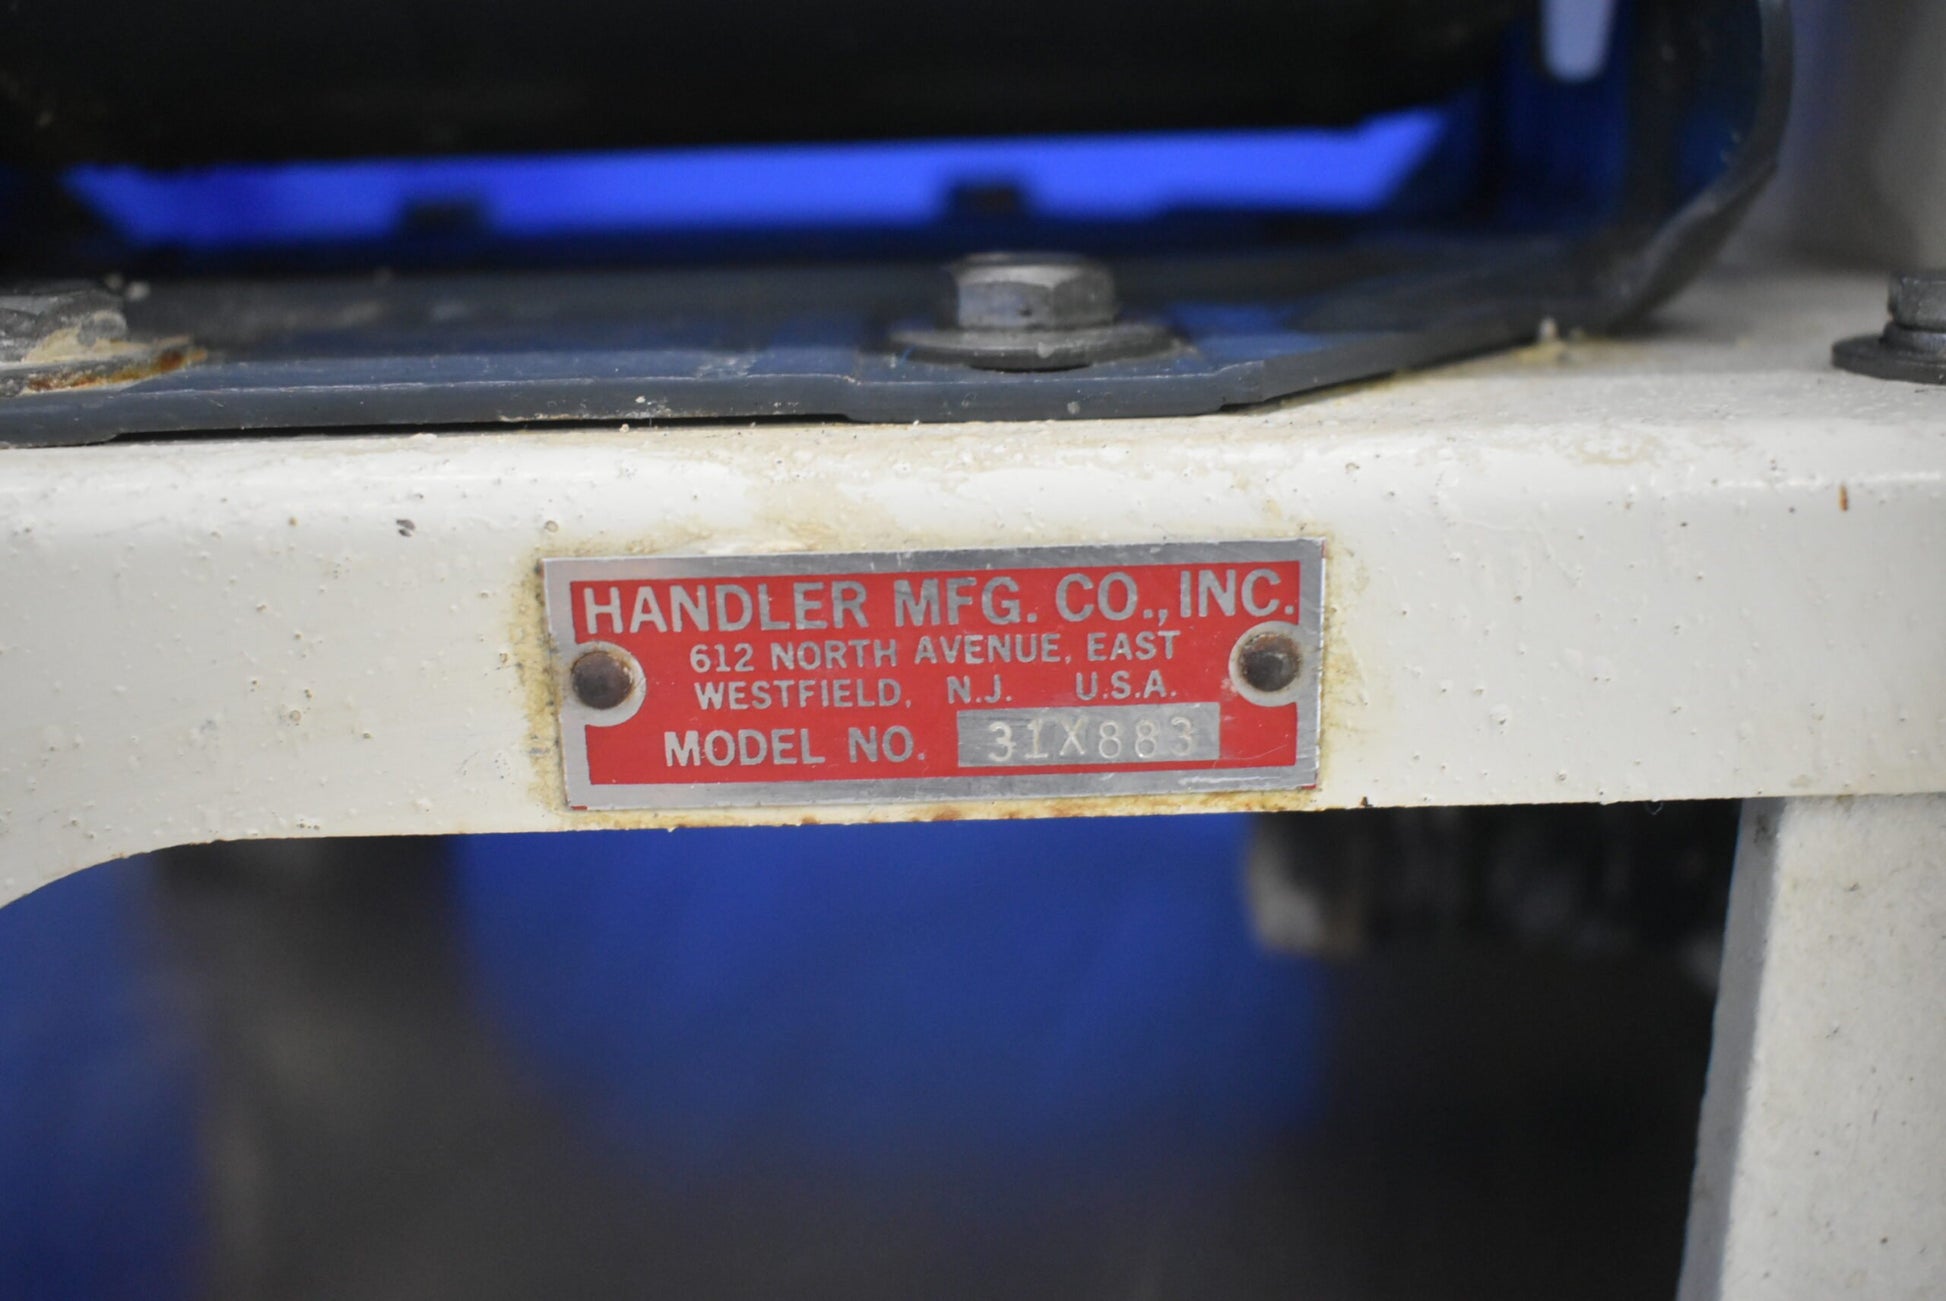 HANDLER MFG. CO., INC.
612 NORTH AVENUE, EAST
WESTFIELD, N.J. U.S.A.
MODEL NO. 31X883